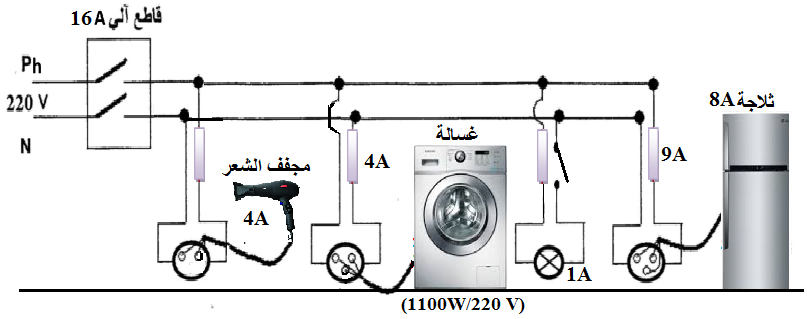 قاطع آلي 16A
Ph
220 V
N
مجفف الشعر
4A
4A
غسالة
(1100W/220 V)
1A
9A
ثلاجة 8A